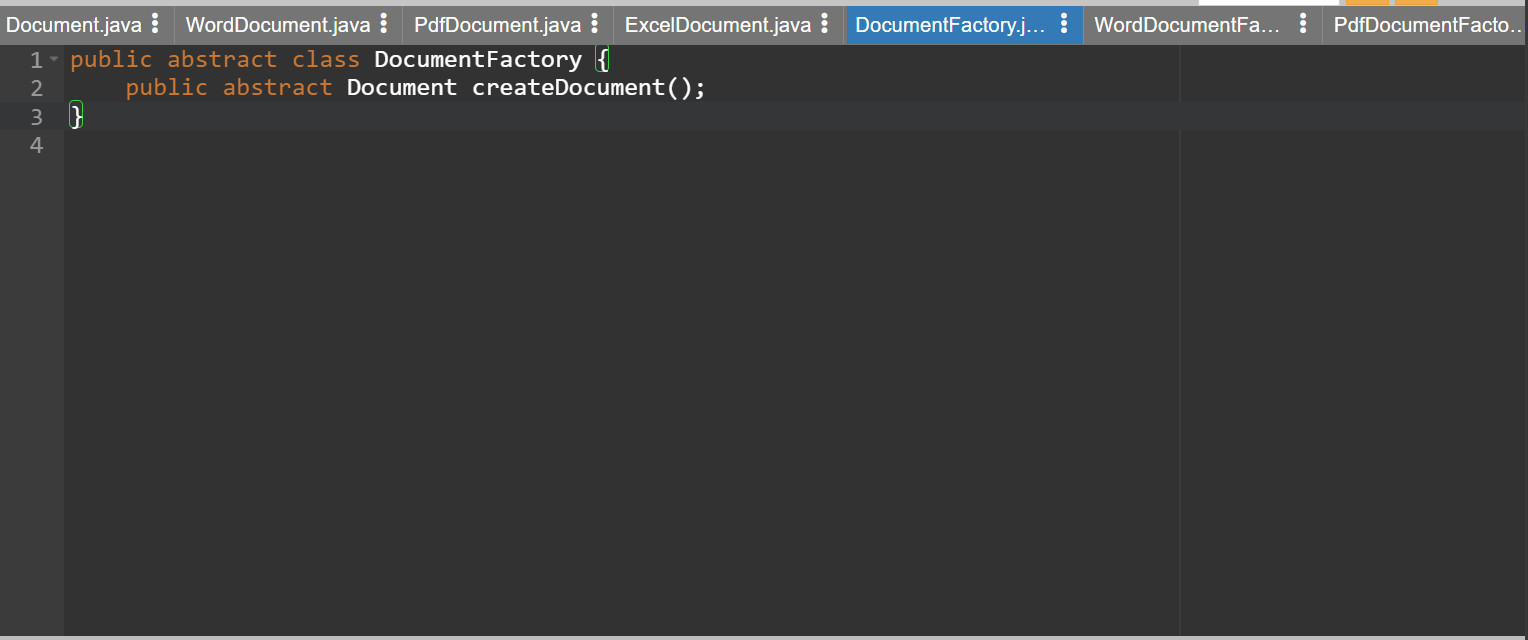 Document.java WordDocument.java PdfDocument.java ExcelDocument.java DocumentFactory.j... WordDocumentFa... PdfDocumentFacto..
1 public abstract class DocumentFactory {
2     public abstract Document createDocument();
3 }
4